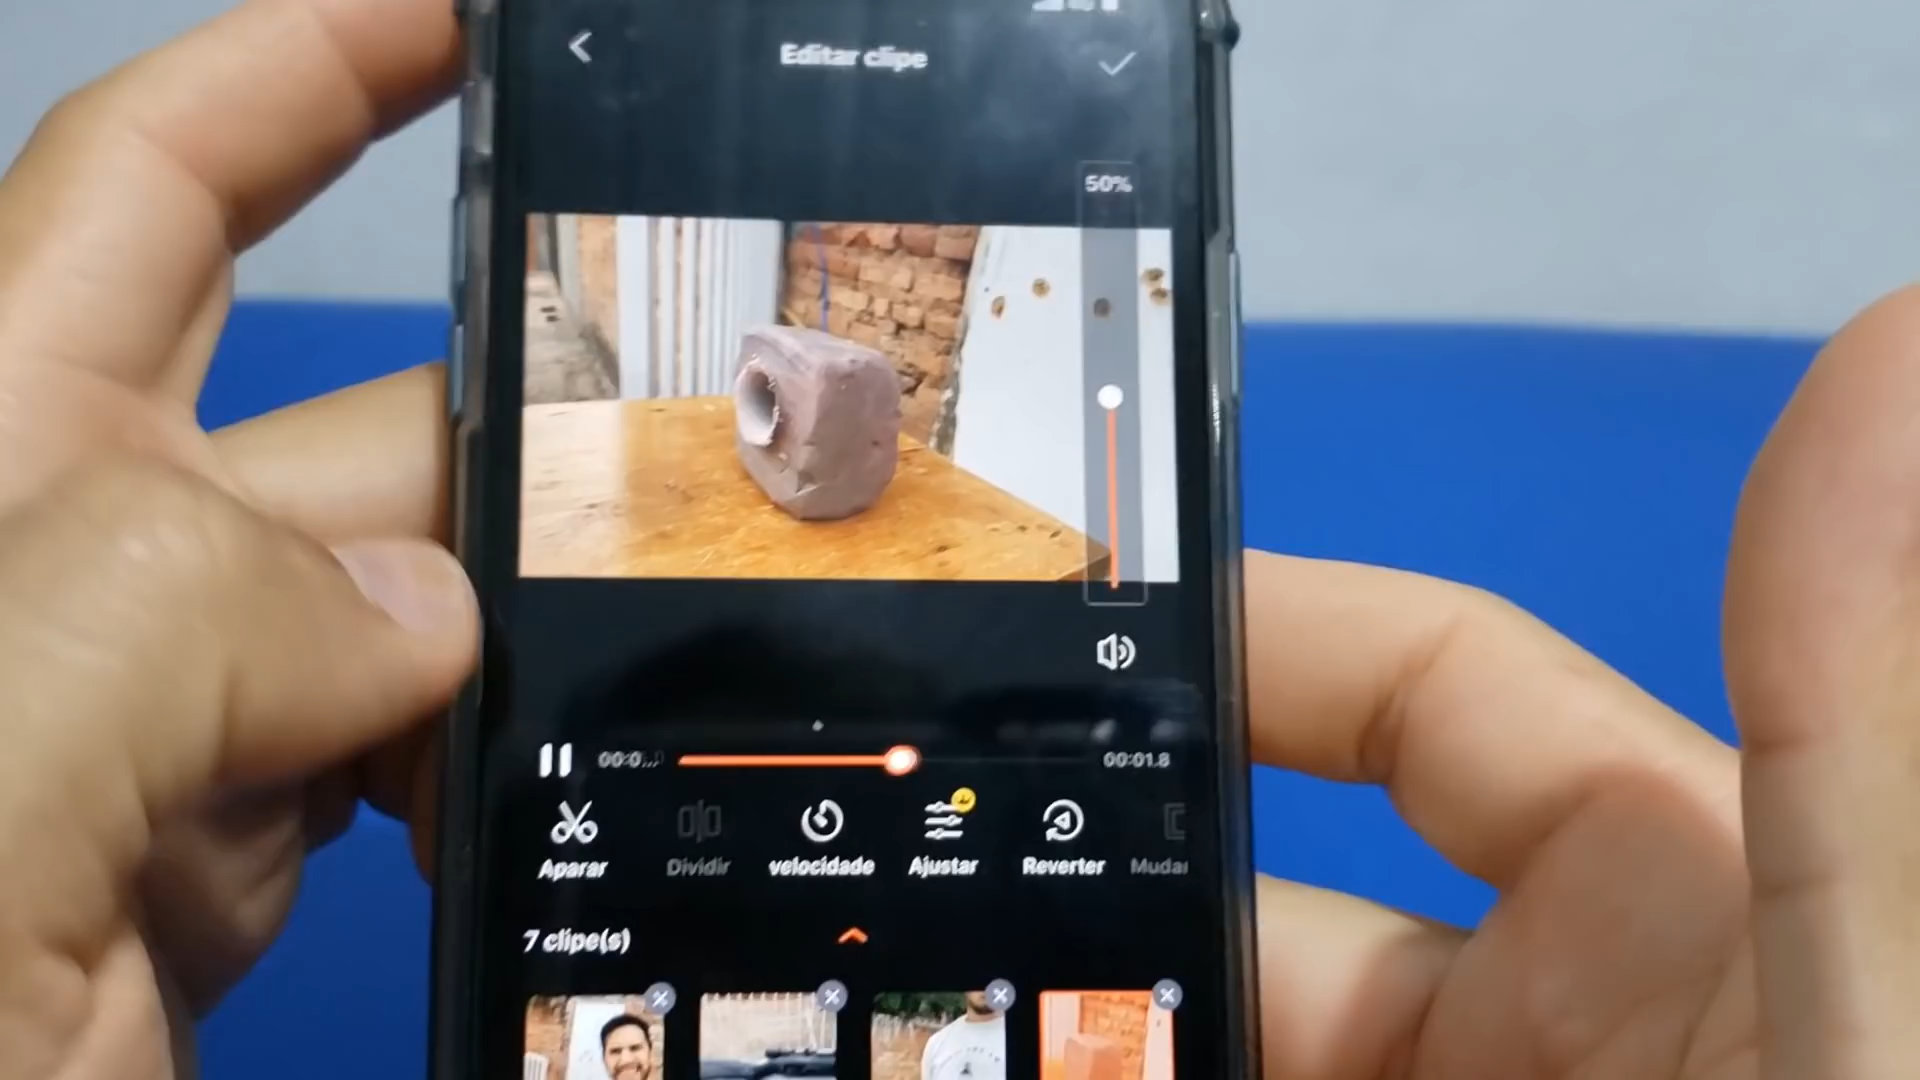 Editar clipe
50%
00:01.8
Aparar
Dividir
velocidade
Ajustar
Reverter
7 clipe(s)